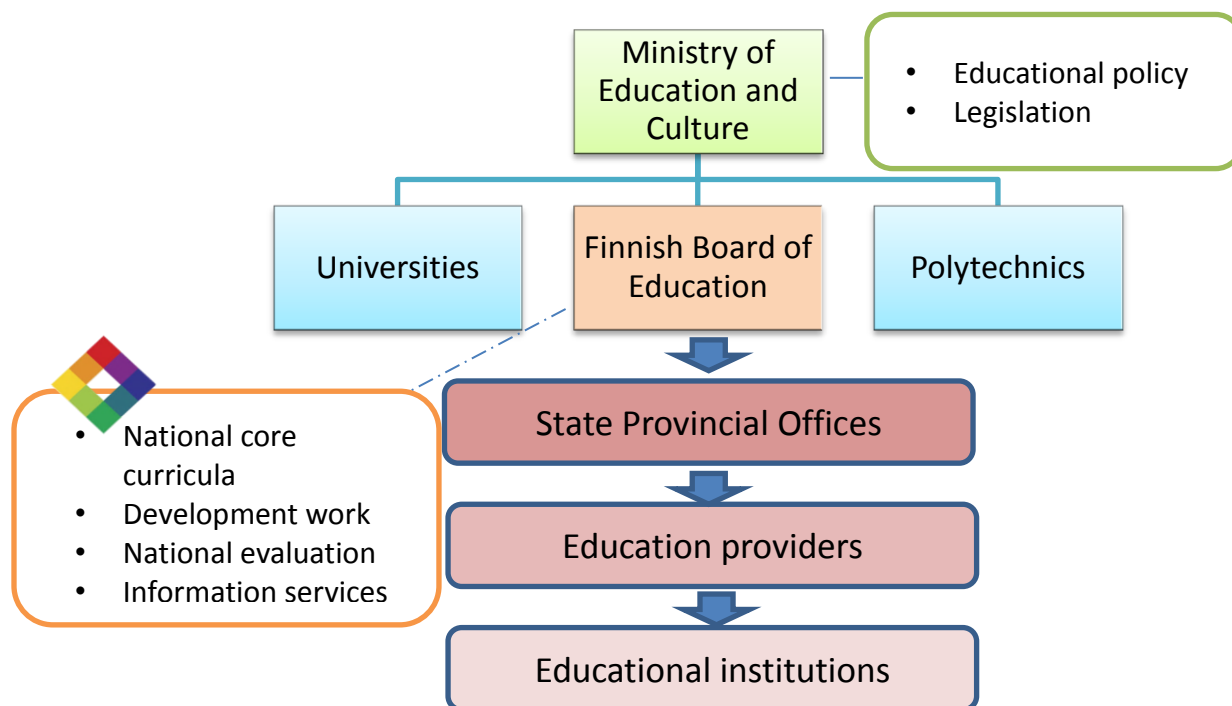 Ministry of
Education and
Culture
• Educational policy
• Legislation
Universities
Finnish Board of
Education
Polytechnics
State Provincial Offices
• National core
curricula
• Development work
• National evaluation
• Information services
Education providers
Educational institutions